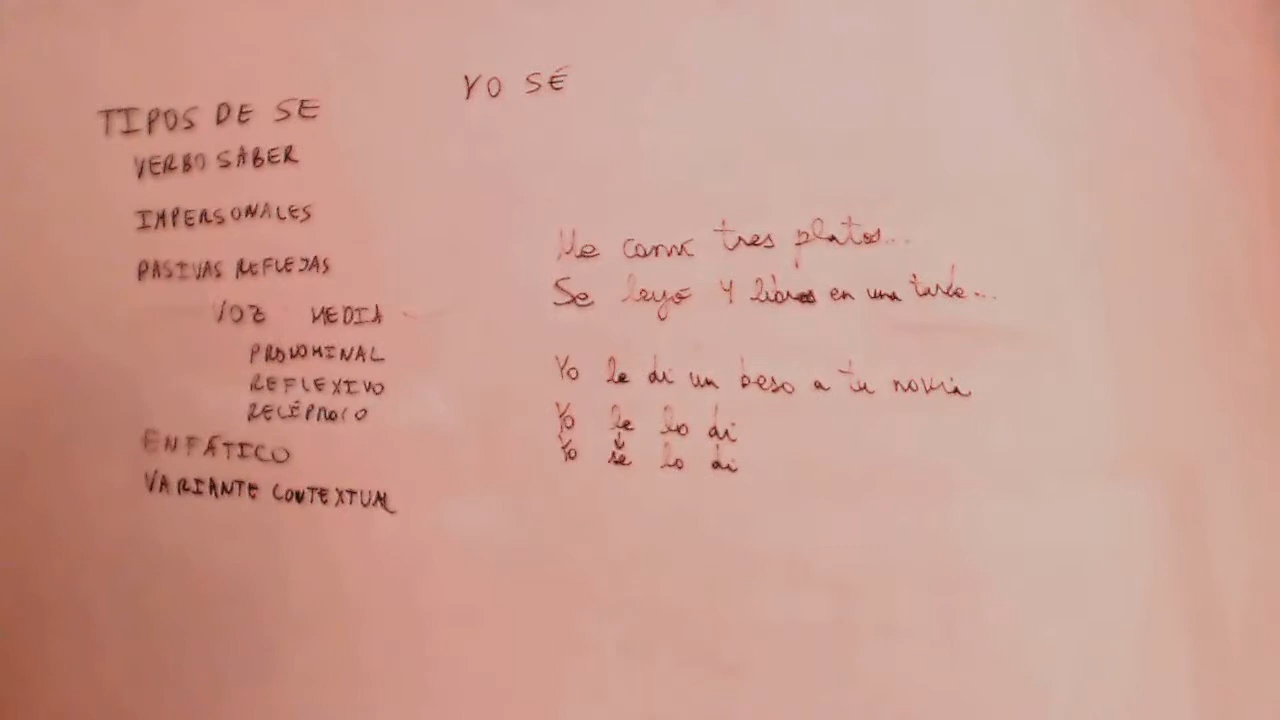 YO SÉ
TIPOS DE SE
VERBO SABER
IMPERSONALES
PASIVAS REFLEJAS
VOZ MEDIA
PRONOMINAL
REFLEXIVO
RECÍPROCO
ENFÁTICO
VARIANTE CONTEXTUAL
Me comí tres platos...
Se leyó 4 libros en una tarde...
Yo le di un beso a tu novia
Yo le lo di
Yo se lo di